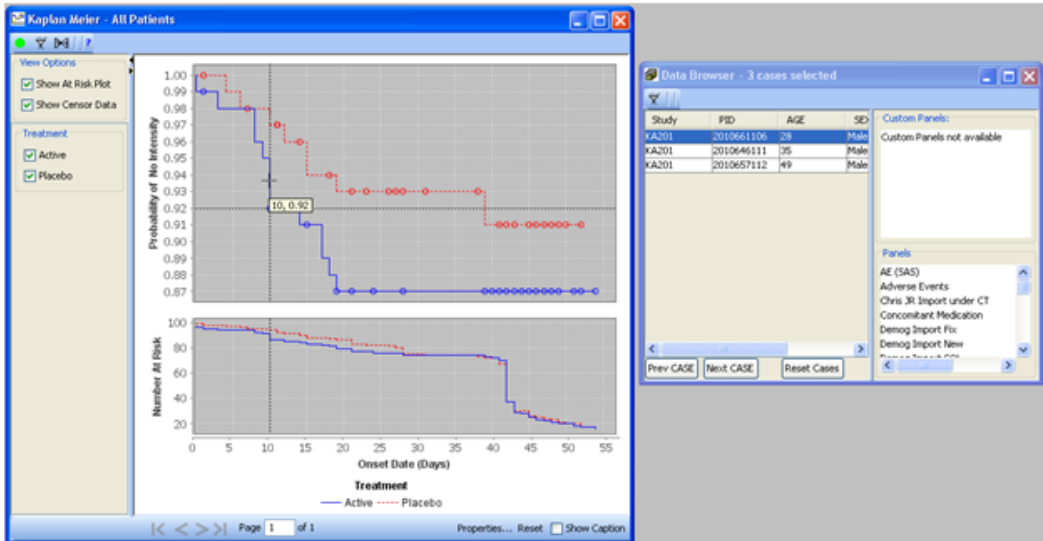 Kaplan Meier - All Patients
View Options
Show At Risk Plot
Show Censor Data
Treatment
Active
Placebo
Probability of No Intensity
1.00
0.99
0.98
0.97
0.96
0.95
0.94
0.93
0.92
0.91
0.90
0.89
0.88
0.87
10, 0.92
Number At Risk
100
80
60
40
20
0 5 10 15 20 25 30 35 40 45 50 55
Onset Date (Days)
Treatment
Active Placebo
Page 1 of 1
Properties... Reset Show Caption
Data Browser - 3 cases selected
Study PID AGE SEX
KA201 2010661106 28 Male
KA201 2010646111 35 Male
KA201 2010657112 49 Male
Prev CASE Next CASE Reset Cases
Custom Panels:
Custom Panels not available
Panels
AE (SAS)
Adverse Events
Chris JR Import under CT
Concomitant Medication
Demog Import Fix
Demog Import New